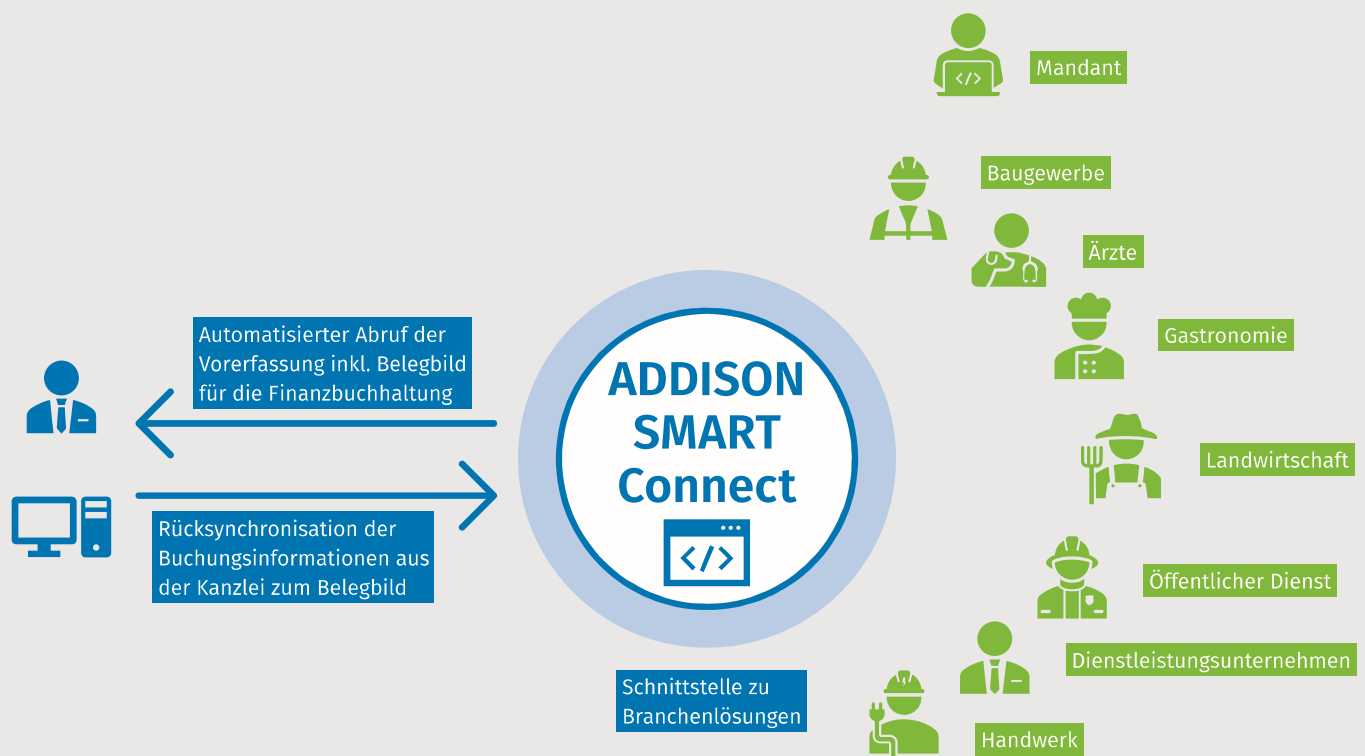 Mandant
Baugewerbe
Ärzte
Gastronomie
Automatisierter Abruf der
Vorerfassung inkl. Belegbild
für die Finanzbuchhaltung
ADDISON
SMART
Connect
</>
Landwirtschaft
Rücksynchronisation der
Buchungsinformationen aus
der Kanzlei zum Belegbild
Öffentlicher Dienst
Dienstleistungsunternehmen
Schnittstelle zu
Branchenlösungen
Handwerk